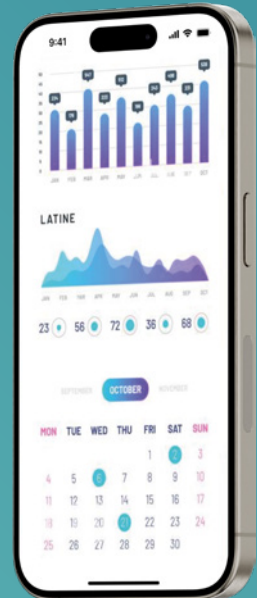 9:41
JAN FEB MAR APR MAY JUN JUL AUG SEP OCT
LATINE
JAN FEB MAR APR MAY JUN JUL AUG SEP OCT
23 56 72 36 68
SEPTEMBER OCTOBER NOVEMBER
MON TUE WED THU FRI SAT SUN
1 2 3
4 5 6 7 8 9 10
11 12 13 14 15 16 17
18 19 20 21 22 23 24
25 26 27 28 29 30